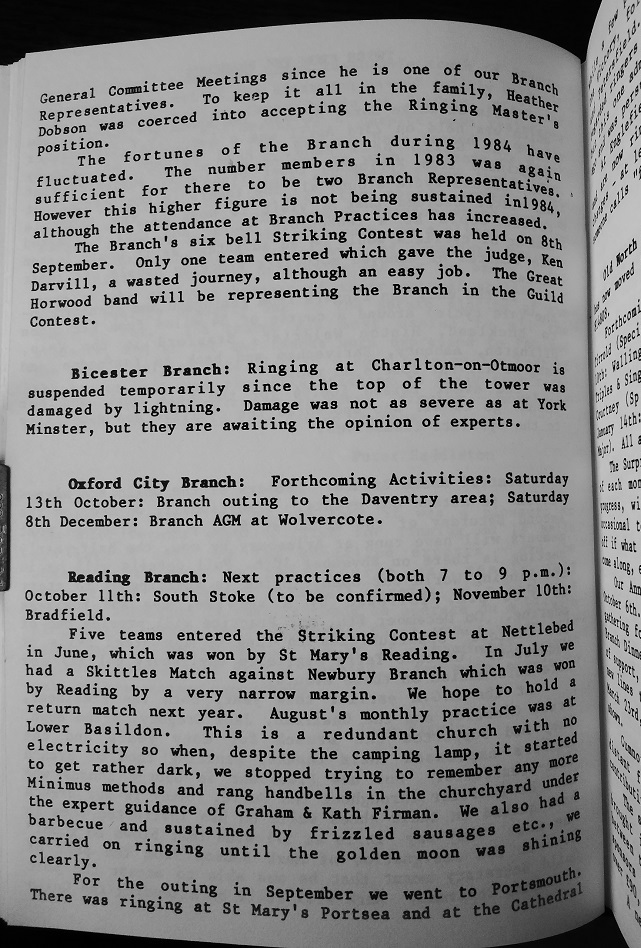 General Committee Meetings since he is one of our Branch
Representatives. To keep it all in the family, Heather
Dobson was coerced into accepting the Ringing Master's
position.
The fortunes of the Branch during 1984 have
fluctuated. The number members in 1983 was again
sufficient for there to be two Branch Representatives.
However this higher figure is not being sustained in1984,
although the attendance at Branch Practices has increased.
The Branch's six bell Striking Contest was held on 8th
September. Only one team entered which gave the judge, Ken
Darvill, a wasted journey, although an easy job. The Great
Horwood band will be representing the Branch in the Guild
Contest.
Bicester Branch: Ringing at Charlton-on-Otmoor is
suspended temporarily since the top of the tower was
damaged by lightning. Damage was not as severe as at York
Minster, but they are awaiting the opinion of experts.
Oxford City Branch: Forthcoming Activities: Saturday
13th October: Branch outing to the Daventry area; Saturday
8th December: Branch AGM at Wolvercote.
Reading Branch: Next practices (both 7 to 9 p.m.):
October 11th: South Stoke (to be confirmed); November 10th:
Bradfield.
Five teams entered the Striking Contest at Nettlebed
in June, which was won by St Mary's Reading. In July we
had a Skittles Match against Newbury Branch which was won
by Reading by a very narrow margin. We hope to hold a
return match next year. August's monthly practice was at
Lower Basildon. This is a redundant church with no
electricity so when, despite the camping lamp, it started
to get rather dark, we stopped trying to remember any more
Minimus methods and rang handbells in the churchyard under
the expert guidance of Graham & Kath Firman. We also had a
barbecue and sustained by frizzled sausages etc., we
carried on ringing until the golden moon was shining
clearly.
For the outing in September we went to Portsmouth.
There was ringing at St Mary's Portsea and at the Cathedral